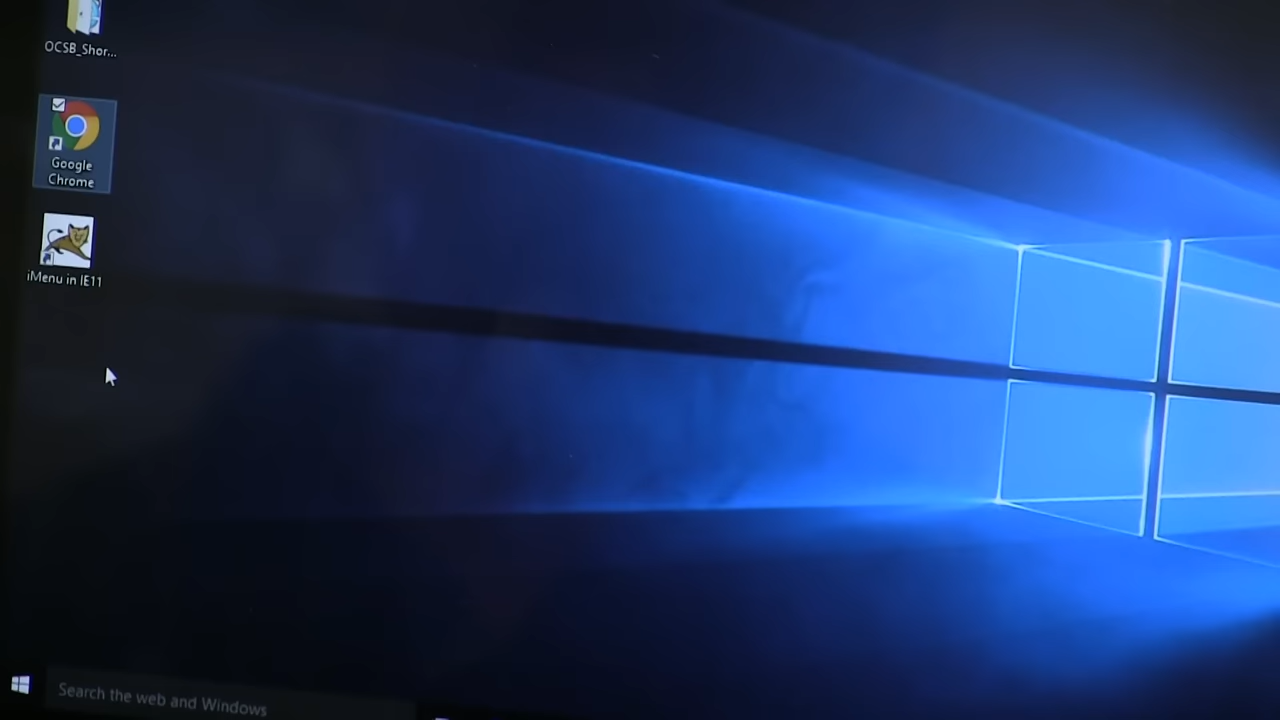 OCSB_Shor...
Google
Chrome
iMenu in IE11
Search the web and Windows